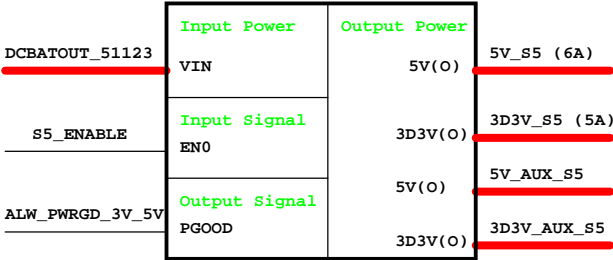 Input Power
Output Power
DCBATOUT_51123
VIN
5V(O)
5V_S5 (6A)
S5_ENABLE
Input Signal
EN0
3D3V(O)
3D3V_S5 (5A)
5V(O)
5V_AUX_S5
ALW_PWRGD_3V_5V
Output Signal
PGOOD
3D3V(O)
3D3V_AUX_S5